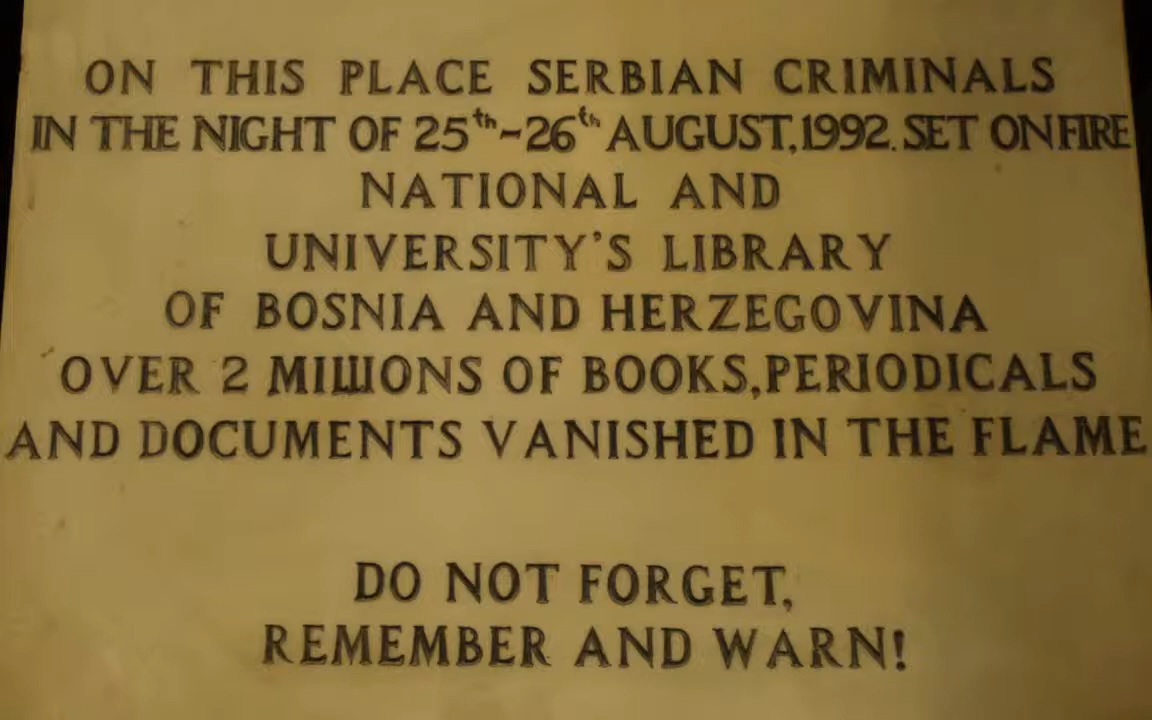 ON THIS PLACE SERBIAN CRIMINALS
IN THE NIGHT OF 25th-26th AUGUST, 1992. SET ON FIRE
NATIONAL AND
UNIVERSITY'S LIBRARY
OF BOSNIA AND HERZEGOVINA
OVER 2 MILLIONS OF BOOKS, PERIODICALS
AND DOCUMENTS VANISHED IN THE FLAME
DO NOT FORGET,
REMEMBER AND WARN!